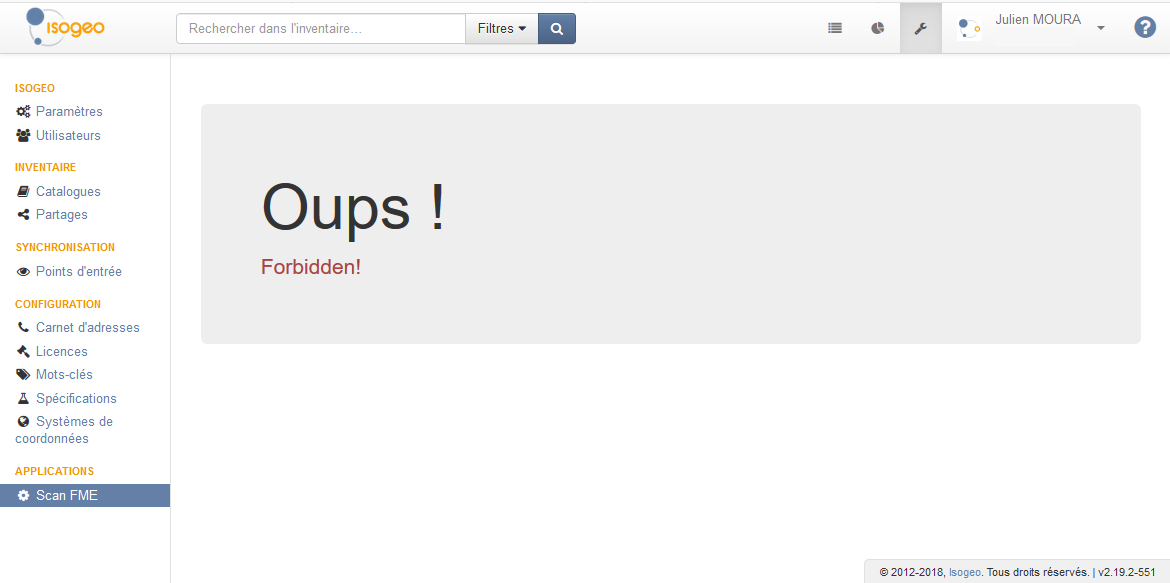 isogeo
Rechercher dans l'inventaire...
Filtres
Julien MOURA
?
ISOGEO
Paramètres
Utilisateurs
INVENTAIRE
Catalogues
Partages
SYNCHRONISATION
Points d'entrée
CONFIGURATION
Carnet d'adresses
Licences
Mots-clés
Spécifications
Systèmes de
coordonnées
APPLICATIONS
Scan FME
Oups !
Forbidden!
© 2012-2018, Isogeo. Tous droits réservés. | v2.19.2-551